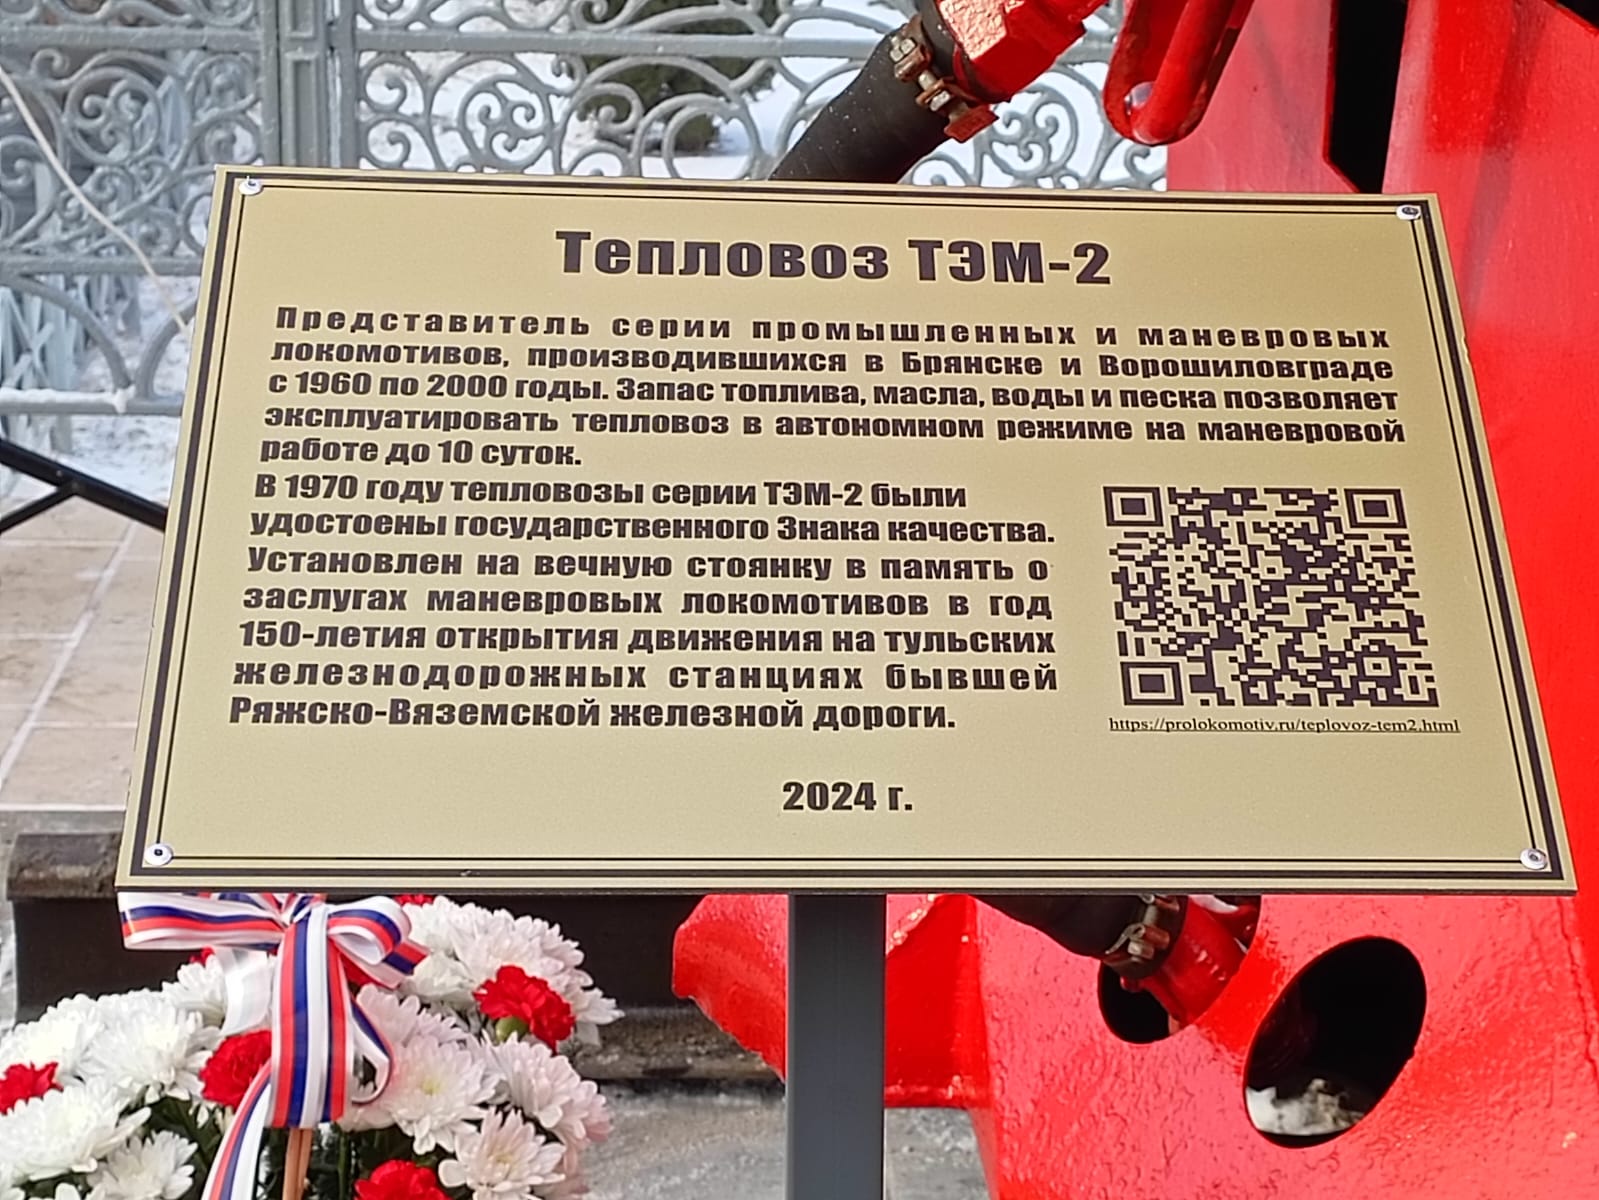 Тепловоз ТЭМ-2
Представитель серии промышленных и маневровых
локомотивов, производившихся в Брянске и Ворошиловграде
с 1960 по 2000 годы. Запас топлива, масла, воды и песка позволяет
эксплуатировать тепловоз в автономном режиме на маневровой
работе до 10 суток.
В 1970 году тепловозы серии ТЭМ-2 были
удостоены государственного Знака качества.
Установлен на вечную стоянку в память о
заслугах маневровых локомотивов в год
150-летия открытия движения на тульских
железнодорожных станциях бывшей
Ряжско-Вяземской железной дороги.
https://prolokomotiv.ru/teplovoz-tem2.html
2024 г.